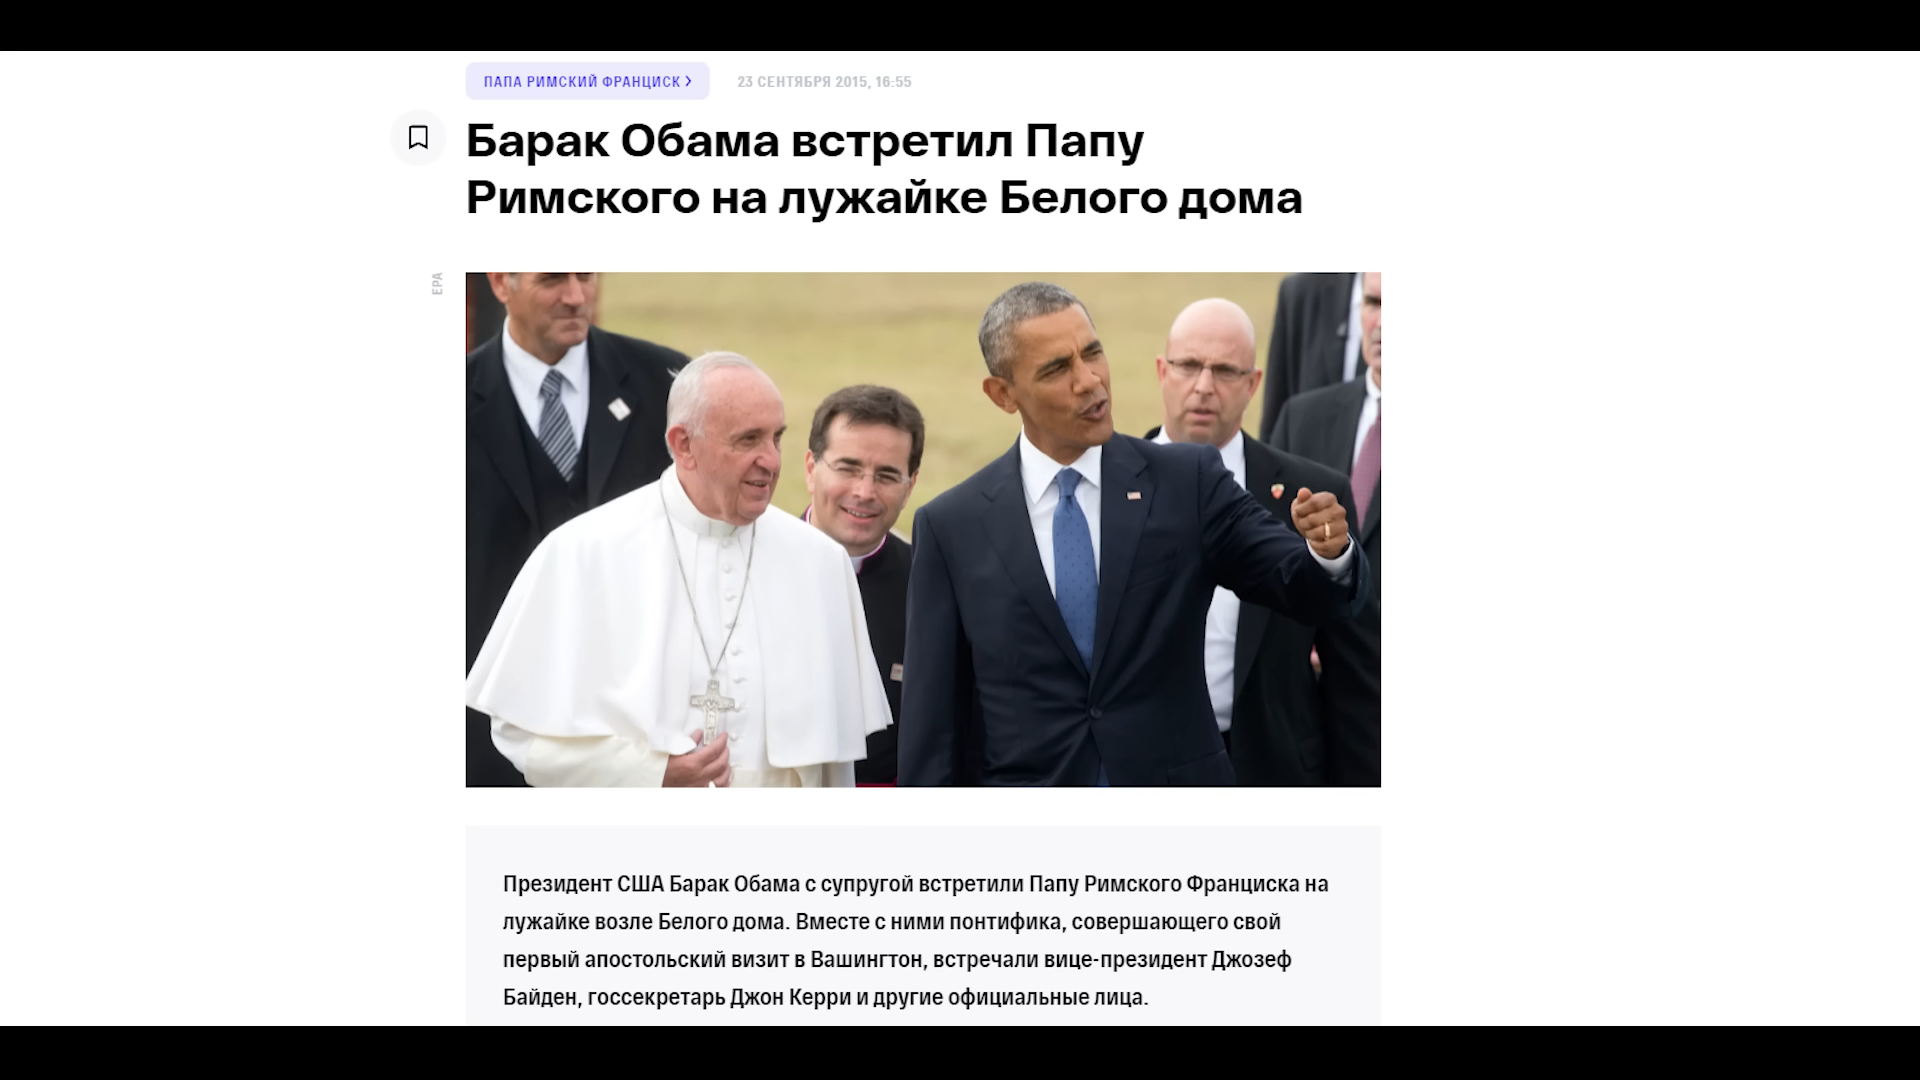 ПАПА РИМСКИЙ ФРАНЦИСК
23 СЕНТЯБРЯ 2015, 16:55
Барак Обама встретил Папу
Римского на лужайке Белого дома
EPA
Президент США Барак Обама с супругой встретили Папу Римского Франциска на
лужайке возле Белого дома. Вместе с ними понтифика, совершающего свой
первый апостольский визит в Вашингтон, встречали вице-президент Джозеф
Байден, госсекретарь Джон Керри и другие официальные лица.